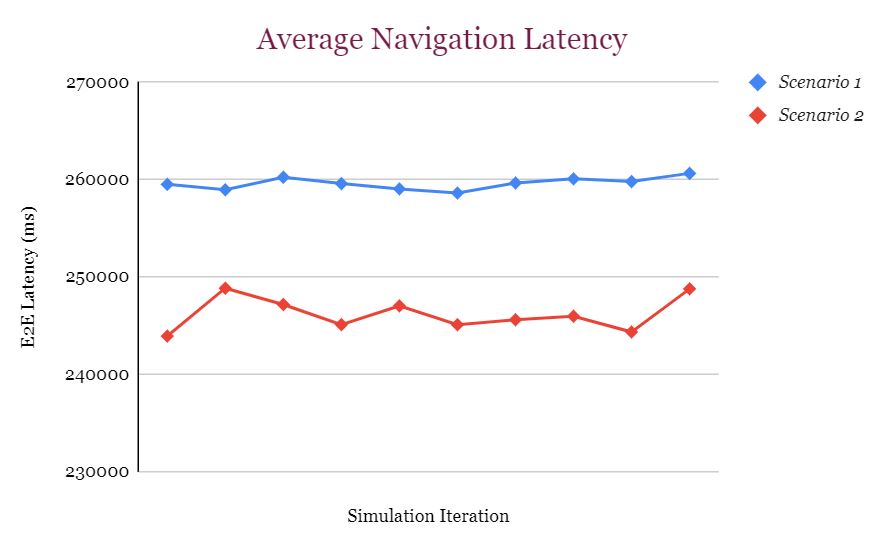 Average Navigation Latency
270000
260000
250000
240000
230000
E2E Latency (ms)
Simulation Iteration
Scenario 1
Scenario 2